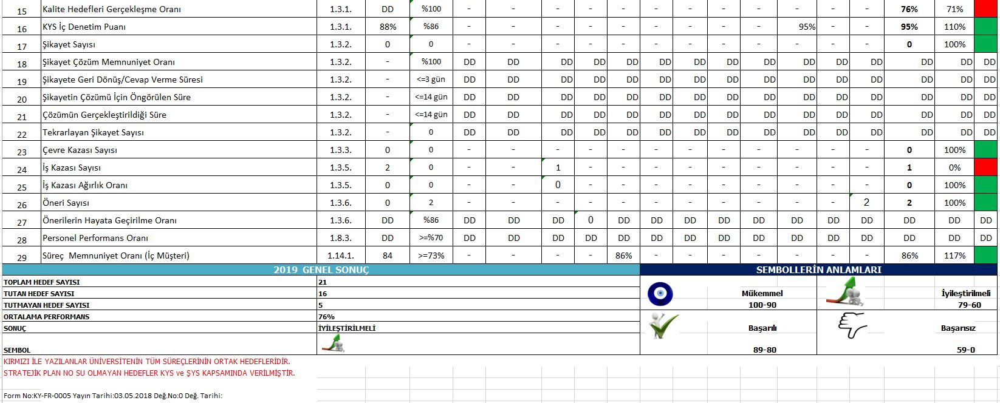 15 Kalite Hedefleri Gerçekleşme Oranı 1.3.1. DD %100 - - - - - - - - - - - - 76% 71%
16 KYS İç Denetim Puanı 1.3.1. 88% %86 - - - - - - - - - 95% - - 95% 110%
17 Şikayet Sayısı 1.3.2. 0 0 - - - - - - - - - - - - 0 100%
18 Şikayet Çözüm Memnuniyet Oranı 1.3.2. - %100 DD DD DD DD DD DD DD DD DD DD DD DD DD DD DD
19 Şikayete Geri Dönüş/Cevap Verme Süresi 1.3.2. - <=3 gün DD DD DD DD DD DD DD DD DD DD DD DD DD DD DD
20 Şikayetin Çözümü İçin Öngörülen Süre 1.3.2. - <=14 gün DD DD DD DD DD DD DD DD DD DD DD DD DD DD DD
21 Çözümün Gerçekleştirildiği Süre 1.3.2. - <=14 gün DD DD DD DD DD DD DD DD DD DD DD DD DD DD DD
22 Tekrarlayan Şikayet Sayısı 1.3.2. - 0 DD DD DD DD DD DD DD DD DD DD DD DD DD DD DD
23 Çevre Kazası Sayısı 1.3.3. 0 0 - - - - - - - - - - - - 0 100%
24 İş Kazası Sayısı 1.3.5. 2 0 - - 1 - - - - - - - - - 1 0%
25 İş Kazası Ağırlık Oranı 1.3.5. 0 0 - - 0 - - - - - - - - - 0 100%
26 Öneri Sayısı 1.3.6. 0 2 - - - - - - - - - - - 2 2 100%
27 Önerilerin Hayata Geçirilme Oranı 1.3.6. DD %86 DD DD DD 0 DD DD DD DD DD DD DD DD DD DD DD
28 Personel Performans Oranı 1.8.3. DD >=%70 DD DD DD DD DD DD DD DD DD DD DD DD DD DD DD
29 Süreç  Memnuniyet Oranı (İç Müşteri) 1.14.1. 84 >=73% - - - - 86% - - - - - - - 86% 117%
2019  GENEL SONUÇ SEMBOLLERİN ANLAMLARI
TOPLAM HEDEF SAYISI 21
TUTAN HEDEF SAYISI 16 Mükemmel İyileştirilmeli
TUTMAYAN HEDEF SAYISI 5 100-90 79-60
ORTALAMA PERFORMANS 76%
SONUÇ İYİLEŞTİRİLMELİ Başarılı Başarısız
SEMBOL 89-80 59-0
KIRMIZI İLE YAZILANLAR ÜNİVERSİTENİN TÜM SÜREÇLERİNİN ORTAK HEDEFLERİDİR.
STRATEJİK PLAN NO SU OLMAYAN HEDEFLER KYS ve ŞYS KAPSAMINDA VERİLMİŞTİR.
Form No:KY-FR-0005 Yayın Tarihi:03.05.2018 Değ.No:0 Değ. Tarihi: